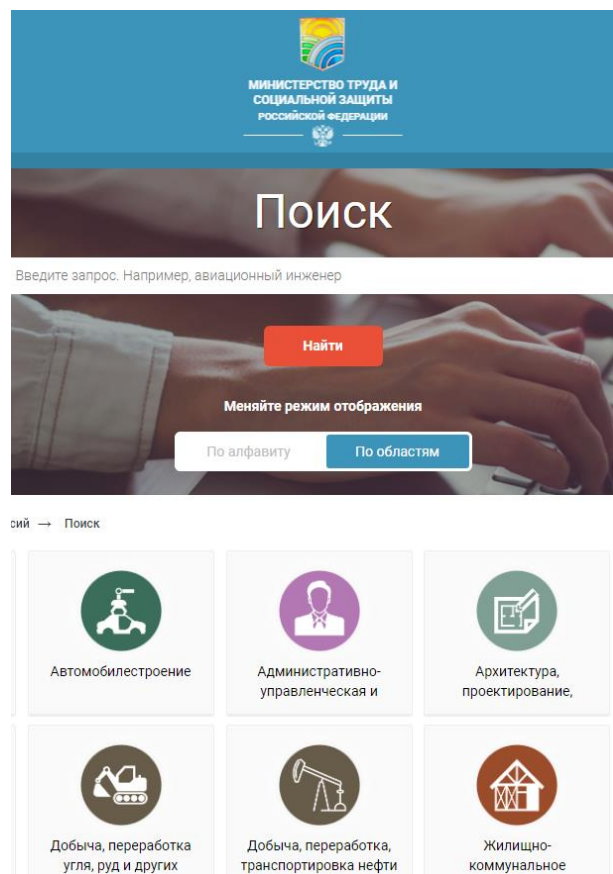 МИНИСТЕРСТВО ТРУДА И
СОЦИАЛЬНОЙ ЗАЩИТЫ
РОССИЙСКОЙ ФЕДЕРАЦИИ
Поиск
Введите запрос. Например, авиационный инженер
Найти
Меняйте режим отображения
По алфавиту
По областям
сий → Поиск
Автомобилестроение
Административно-
управленческая и
Архитектура,
проектирование,
Добыча, переработка
угля, руд и других
Добыча, переработка,
транспортировка нефти
Жилищно-
коммунальное